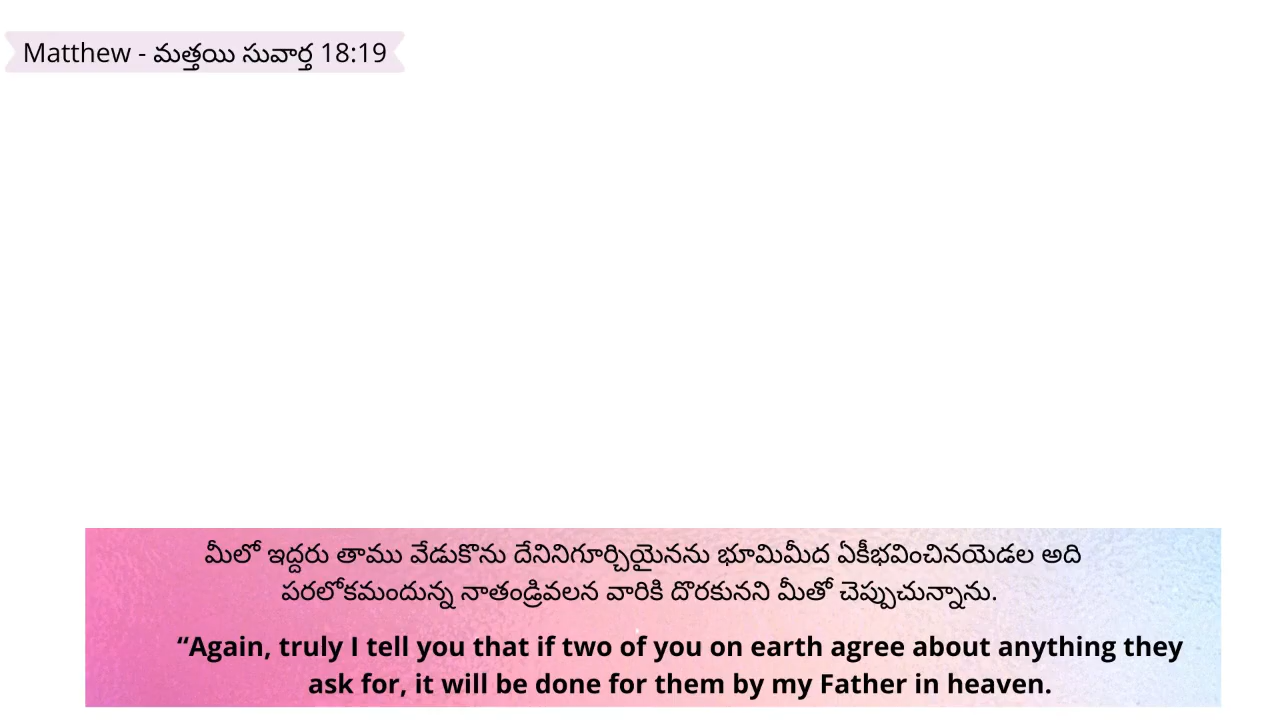 Matthew - మత్తయి సువార్త 18:19
మీలో ఇద్దరు తాము వేడుకొను దేనినిగూర్చియైనను భూమిమీద ఏకీభవించినయెడల అది
పరలోకమందున్న నాతండ్రివలన వారికి దొరకునని మీతో చెప్పుచున్నాను.
“Again, truly I tell you that if two of you on earth agree about anything they
ask for, it will be done for them by my Father in heaven.